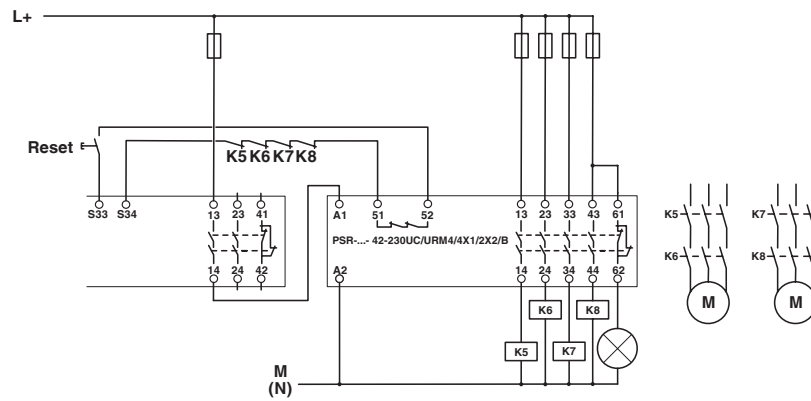 L+
Reset
K5 K6 K7 K8
S33 S34 13 23 41 A1 51 52 13 23 33 43 61
PSR-...- 42-230UC/URM4/4X1/2X2/B
14 24 42 A2 14 24 34 44 62
K5 K7
K6 K8
M M
K6 K8
K5 K7
M
(N)